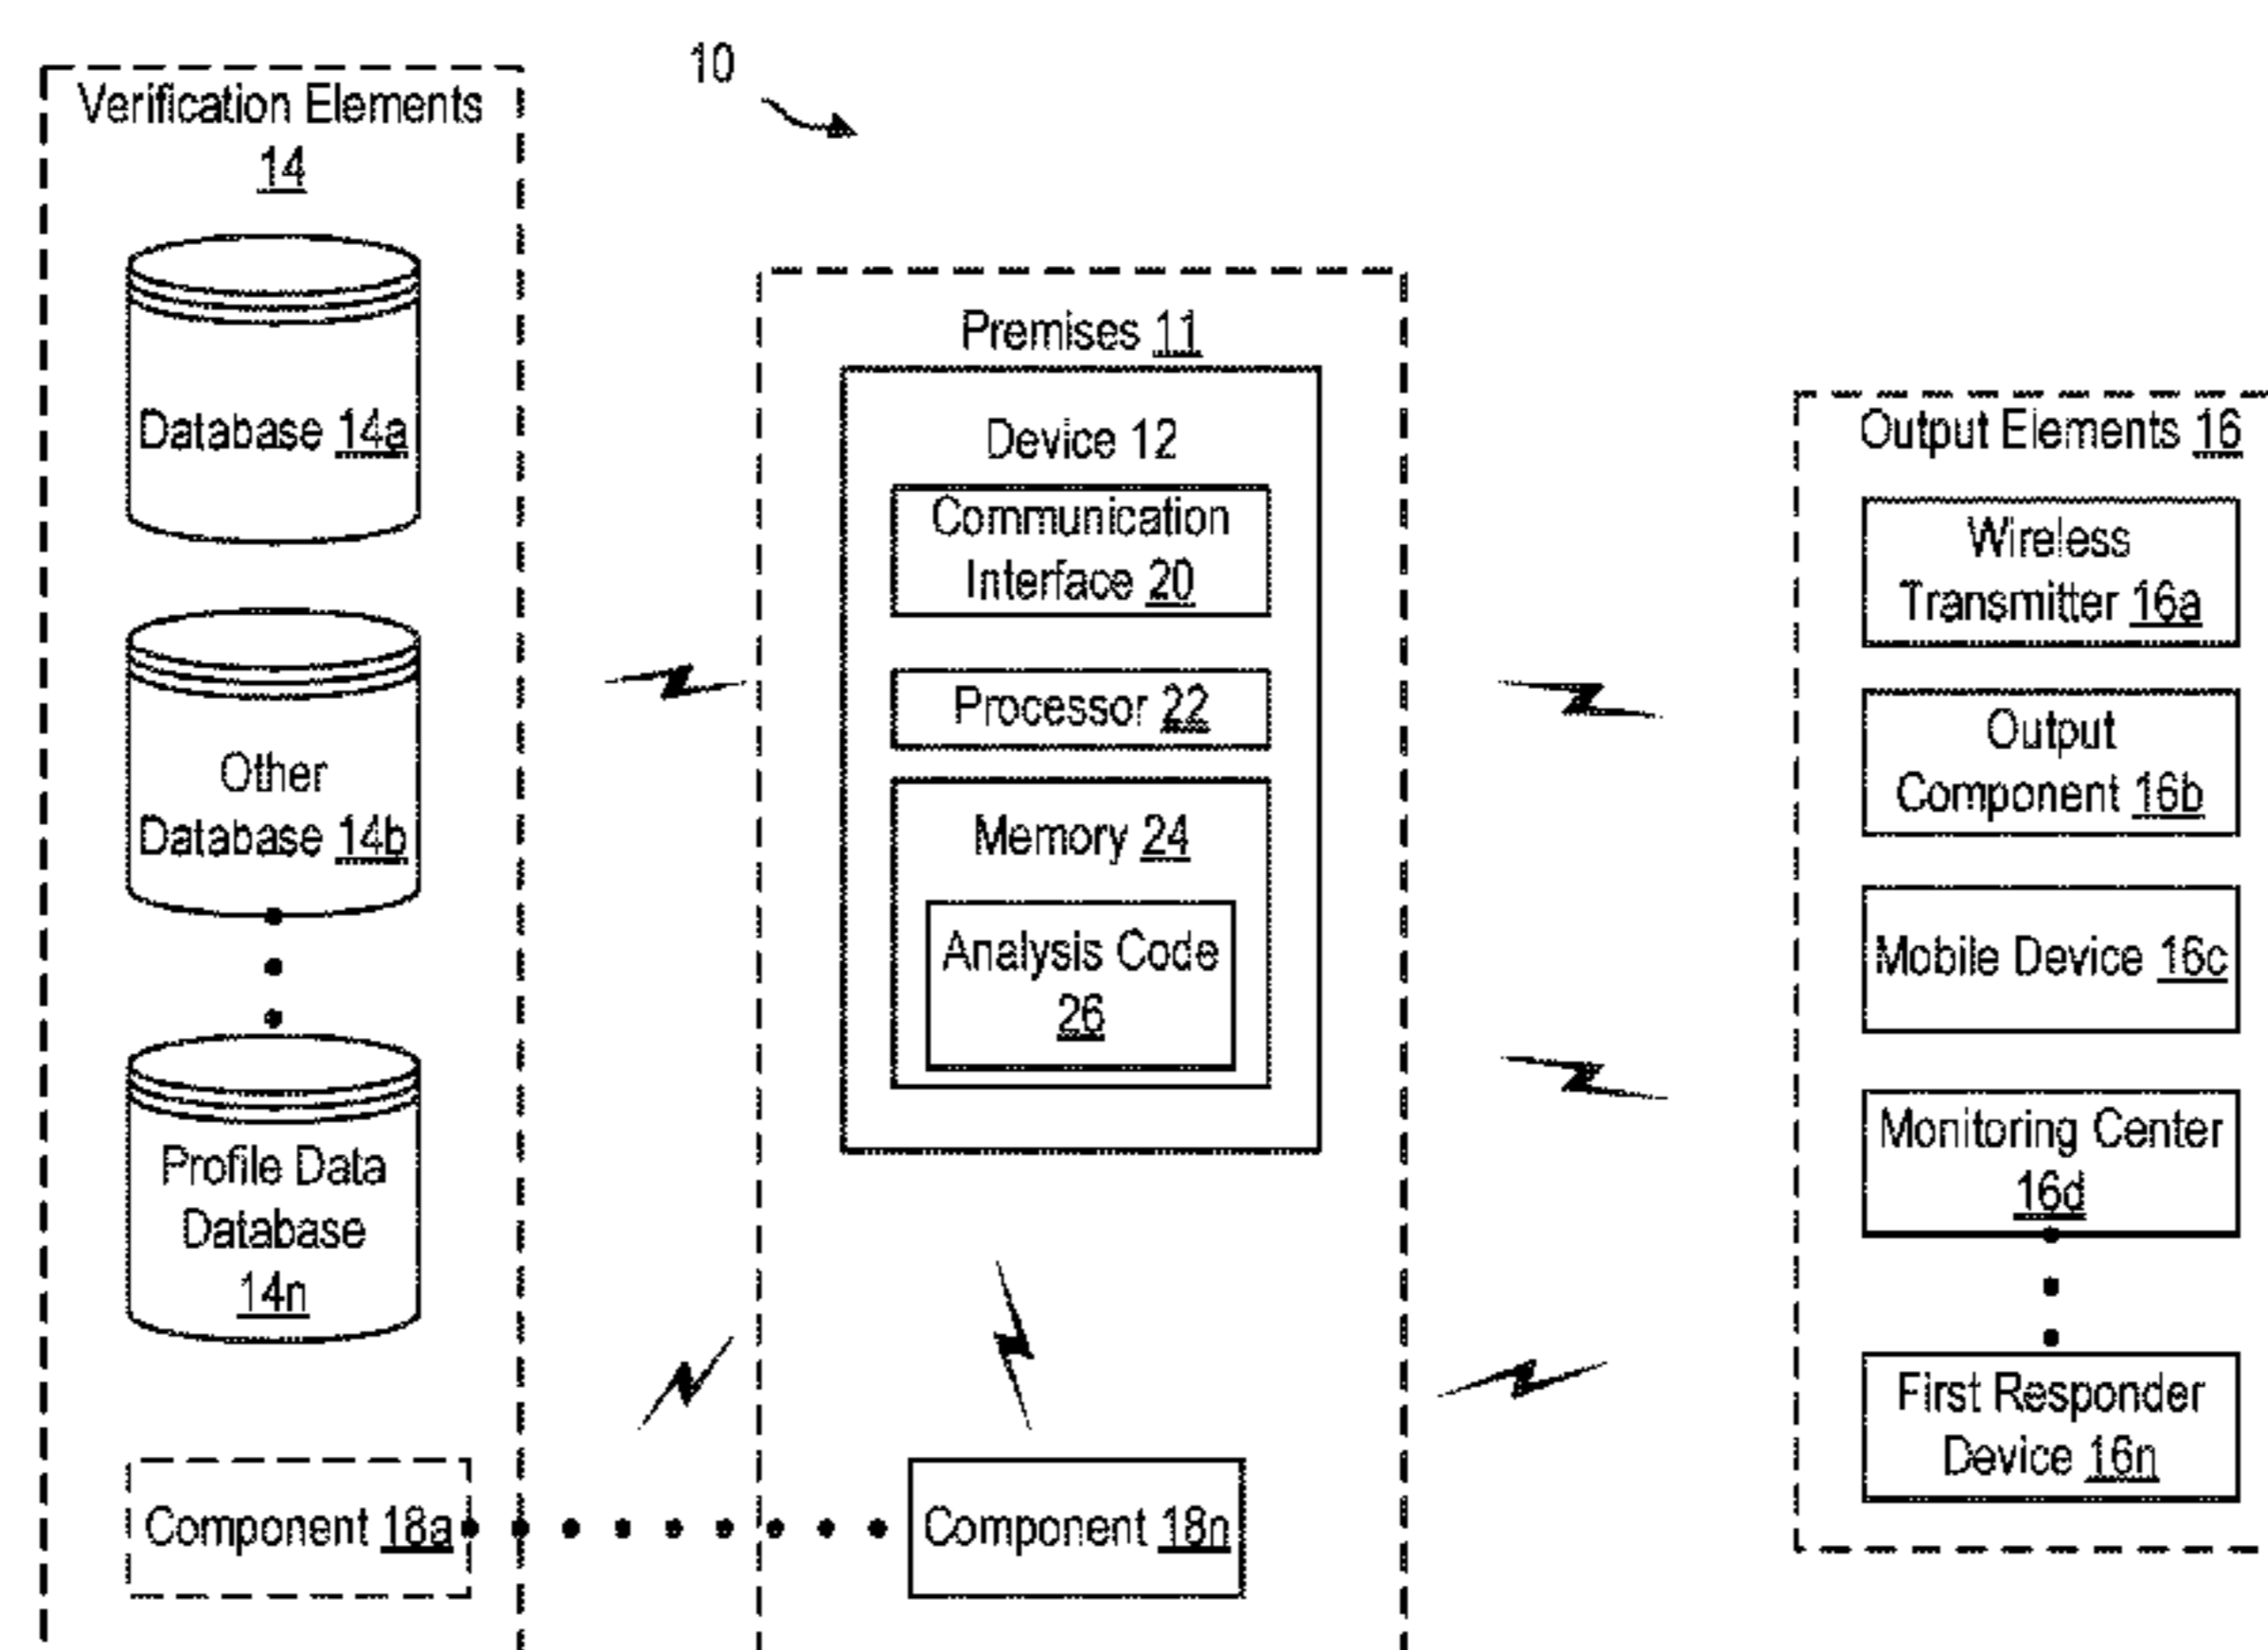 10
Verification Elements
14
Database 14a
Other
Database 14b
Profile Data
Database
14n
Component 18a
Premises 11
Device 12
Communication
Interface 20
Processor 22
Memory 24
Analysis Code
26
Component 18n
Output Elements 16
Wireless
Transmitter 16a
Output
Component 16b
Mobile Device 16c
Monitoring Center
16d
First Responder
Device 16n